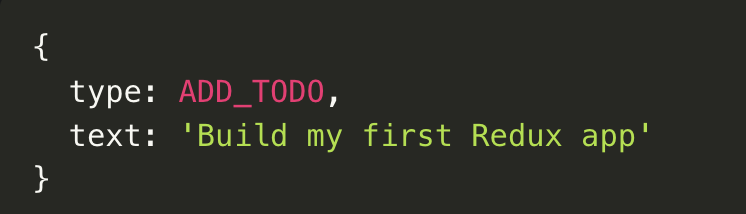 {
type: ADD_TODO,
text: 'Build my first Redux app'
}